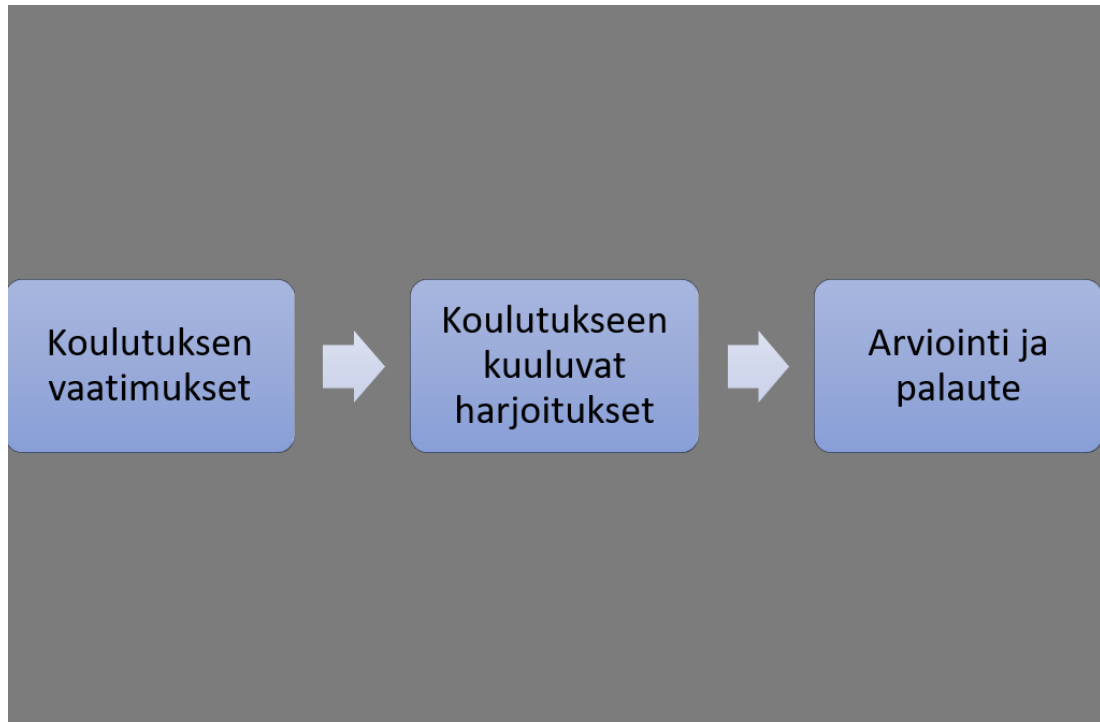 Koulutuksen
vaatimukset
Koulutukseen
kuuluvat
harjoitukset
Arviointi ja
palaute